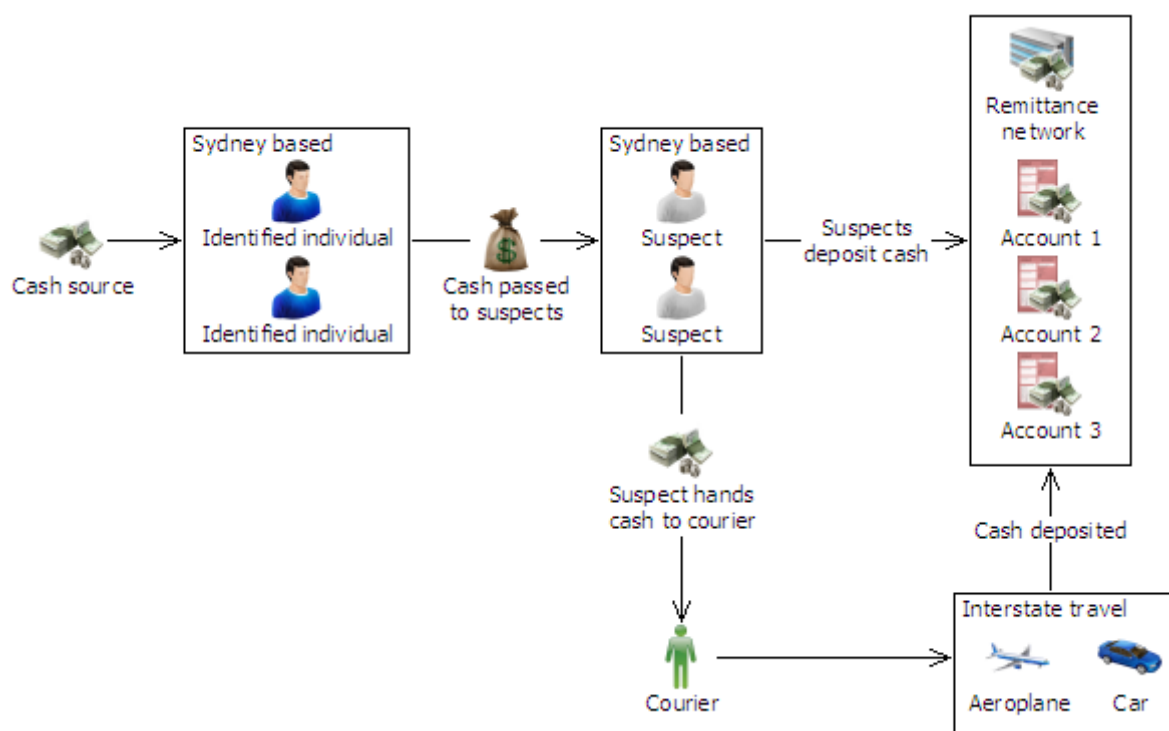 Cash source
Sydney based
Identified individual
Identified individual
Cash passed
to suspects
Sydney based
Suspect
Suspect
Suspects
deposit cash
Remittance
network
Account 1
Account 2
Account 3
Suspect hands
cash to courier
Courier
Interstate travel
Aeroplane
Car
Cash deposited